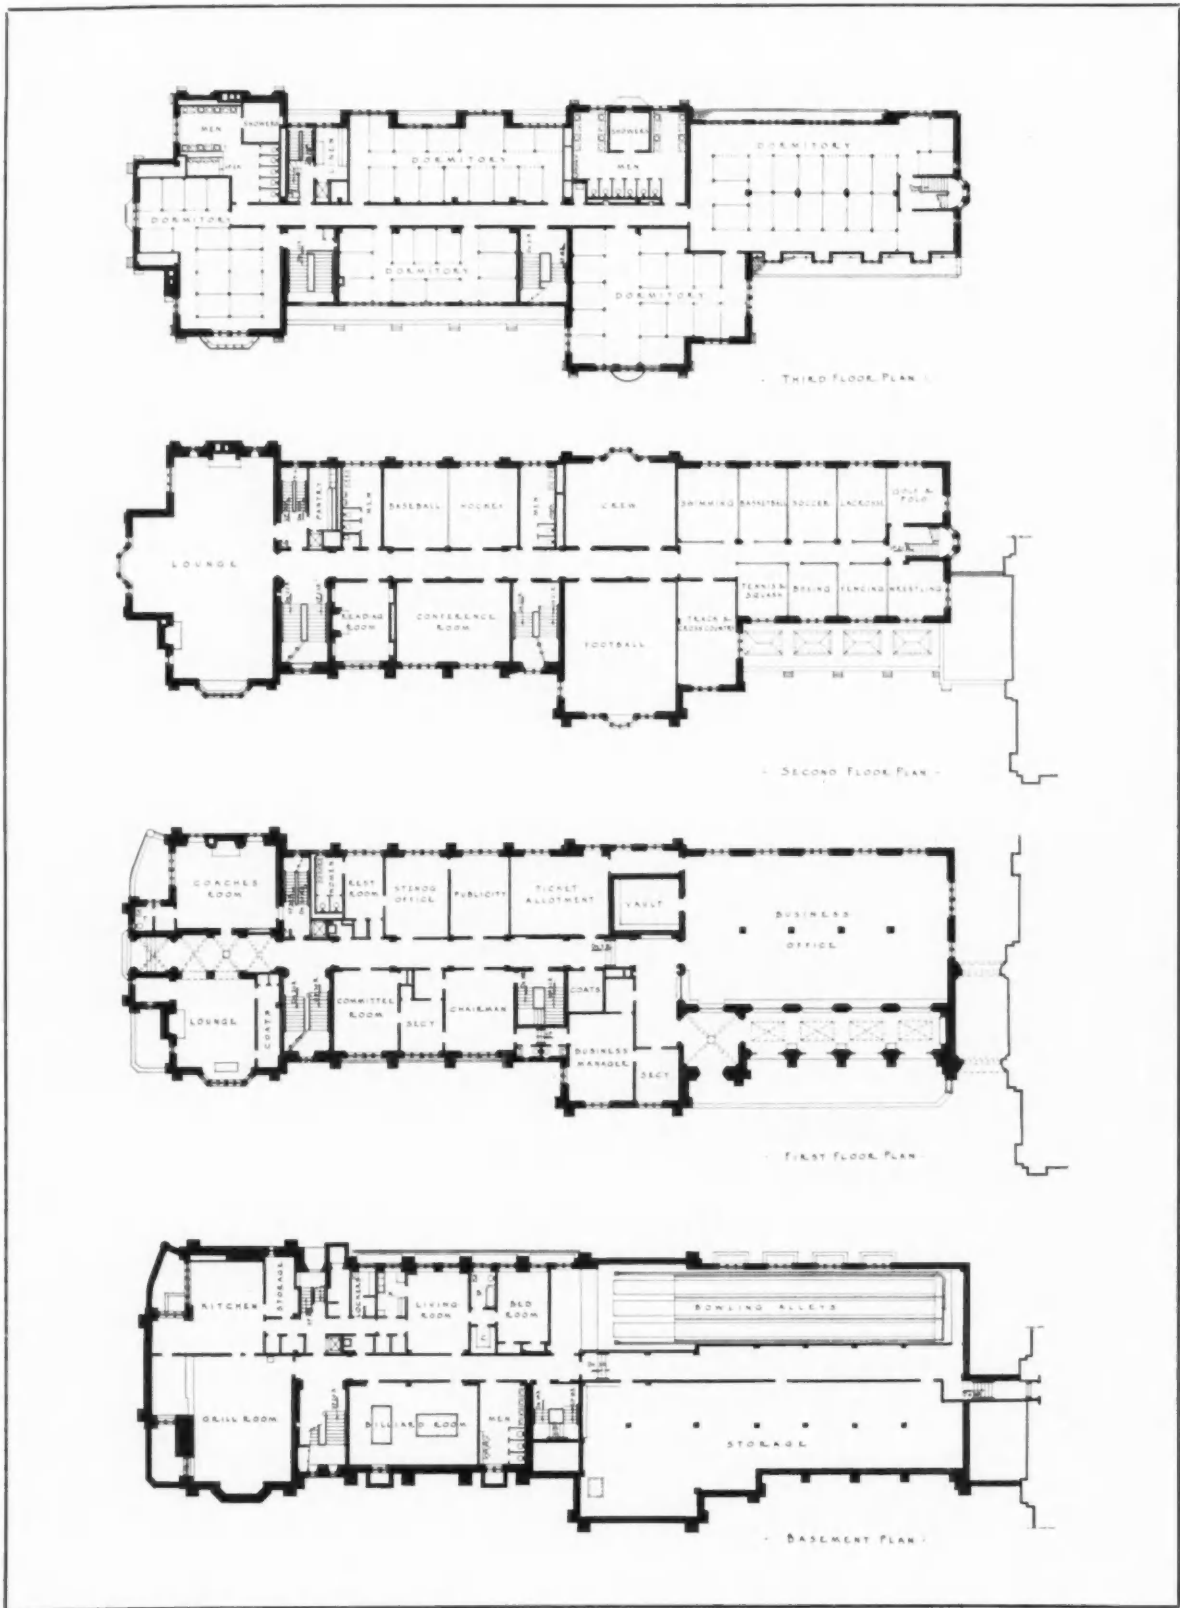 MEN
SHOWERS
LINEN
DORMITORY
SHOWERS
MEN
DORMITORY
DORMITORY
DORMITORY
DORMITORY
- THIRD FLOOR PLAN -
LOUNGE
PANTRY
MEN
BASEBALL
HOCKEY
MEN
CREW
SWIMMING
BASKETBALL
SOCCER
LACROSSE
GOLF &
POLO
READING
ROOM
CONFERENCE
ROOM
FOOTBALL
TRACK &
CROSS COUNTRY
TENNIS &
SQUASH
BOXING
FENCING
WRESTLING
- SECOND FLOOR PLAN -
COACHES
ROOM
WOMEN
REST
ROOM
STENOG
OFFICE
PUBLICITY
TICKET
ALLOTMENT
VAULT
BUSINESS
OFFICE
LOUNGE
COATS
COMMITTEE
ROOM
SECY
CHAIRMAN
COATS
BUSINESS
MANAGER
SECY
- FIRST FLOOR PLAN -
KITCHEN
STORAGE
LOCKERS
LIVING
ROOM
BED
ROOM
BOWLING ALLEYS
GRILL ROOM
BILLIARD ROOM
MEN
STORAGE
- BASEMENT PLAN -